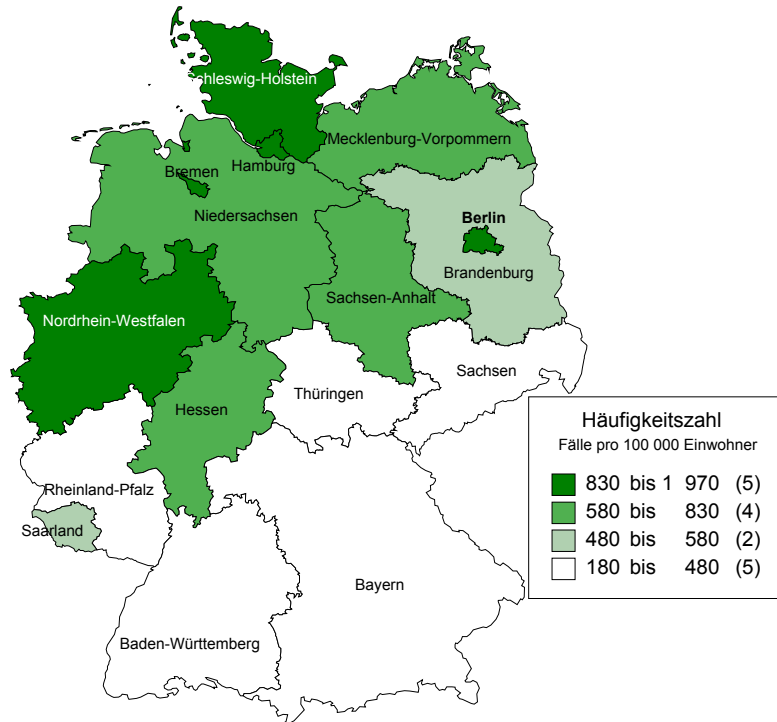 Schleswig-Holstein
Mecklenburg-Vorpommern
Hamburg
Bremen
Niedersachsen
Berlin
Brandenburg
Sachsen-Anhalt
Nordrhein-Westfalen
Sachsen
Thüringen
Hessen
Rheinland-Pfalz
Saarland
Bayern
Baden-Württemberg
Häufigkeitszahl
Fälle pro 100 000 Einwohner
830 bis 1 970 (5)
580 bis 830 (4)
480 bis 580 (2)
180 bis 480 (5)